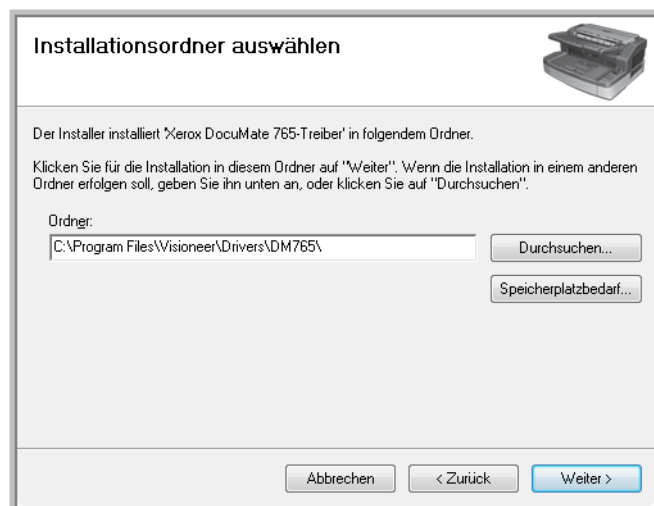 Installationsordner auswählen
Der Installer installiert 'Xerox DocuMate 765-Treiber' in folgendem Ordner.
Klicken Sie für die Installation in diesem Ordner auf "Weiter". Wenn die Installation in einem anderen
Ordner erfolgen soll, geben Sie ihn unten an, oder klicken Sie auf "Durchsuchen".
Ordner:
C:\Program Files\Visioneer\Drivers\DM765\
Durchsuchen...
Speicherplatzbedarf...
Abbrechen
< Zurück
Weiter >